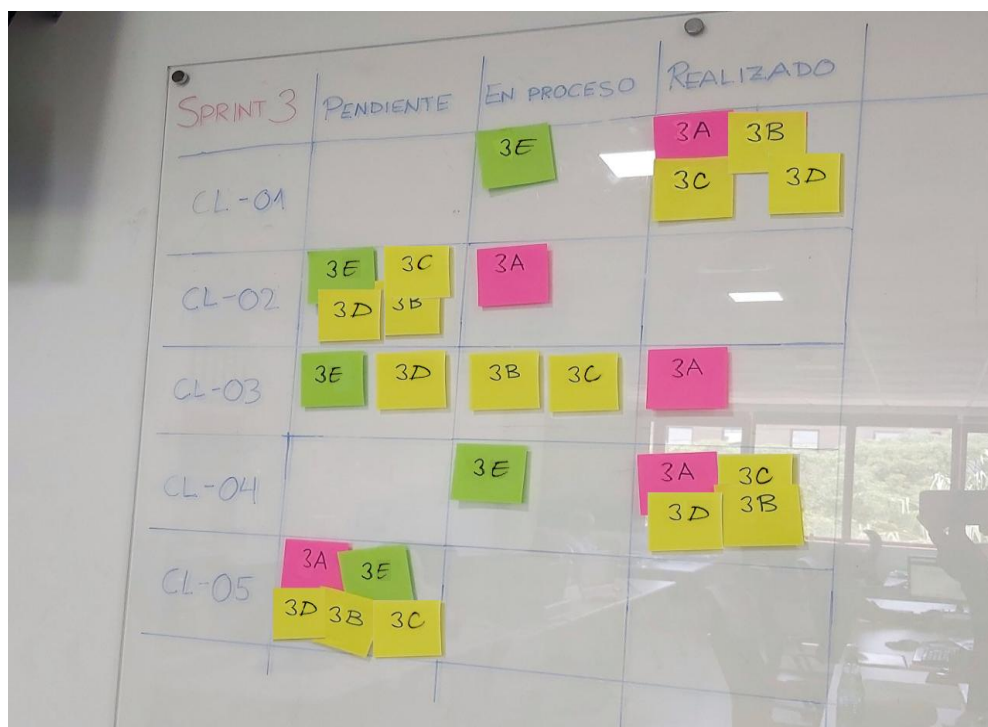 SPRINT 3 PENDIENTE EN PROCESO REALIZADO
CL-01 3E 3A 3B
3C 3D
CL-02 3E 3C 3A
3D 3B
CL-03 3E 3D 3B 3C 3A
CL-04 3E 3A 3C
3D 3B
CL-05 3A 3E
3D 3B 3C